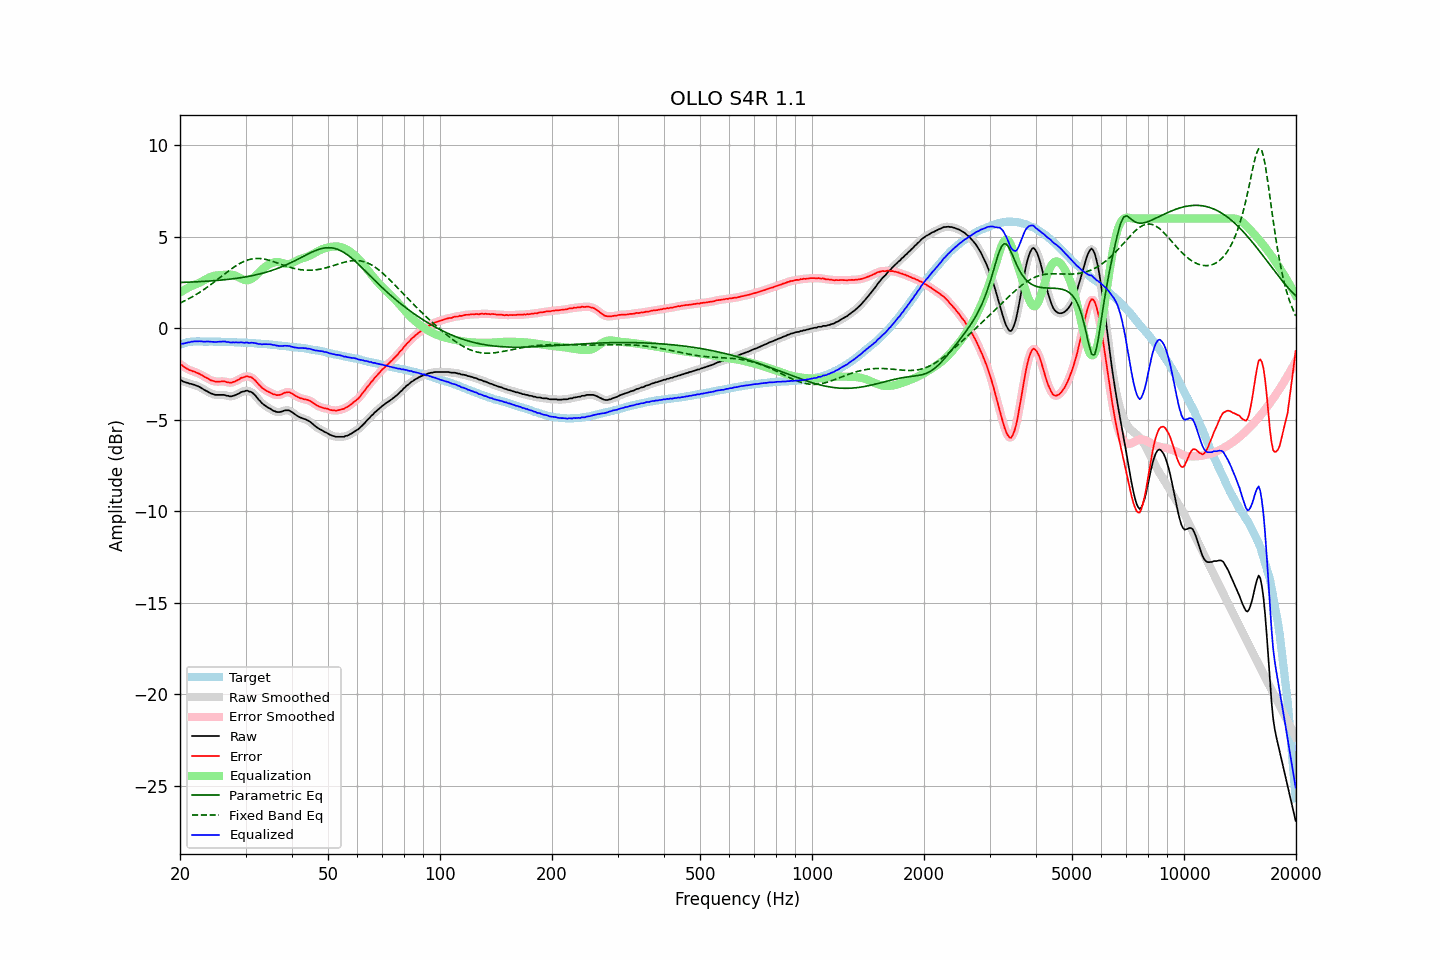 OLLO S4R 1.1
Amplitude (dBr)
10
5
0
−5
−10
−15
−20
−25
Target
Raw Smoothed
Error Smoothed
Raw
Error
Equalization
Parametric Eq
Fixed Band Eq
Equalized
20 50 100 200 500 1000 2000 5000 10000 20000
Frequency (Hz)